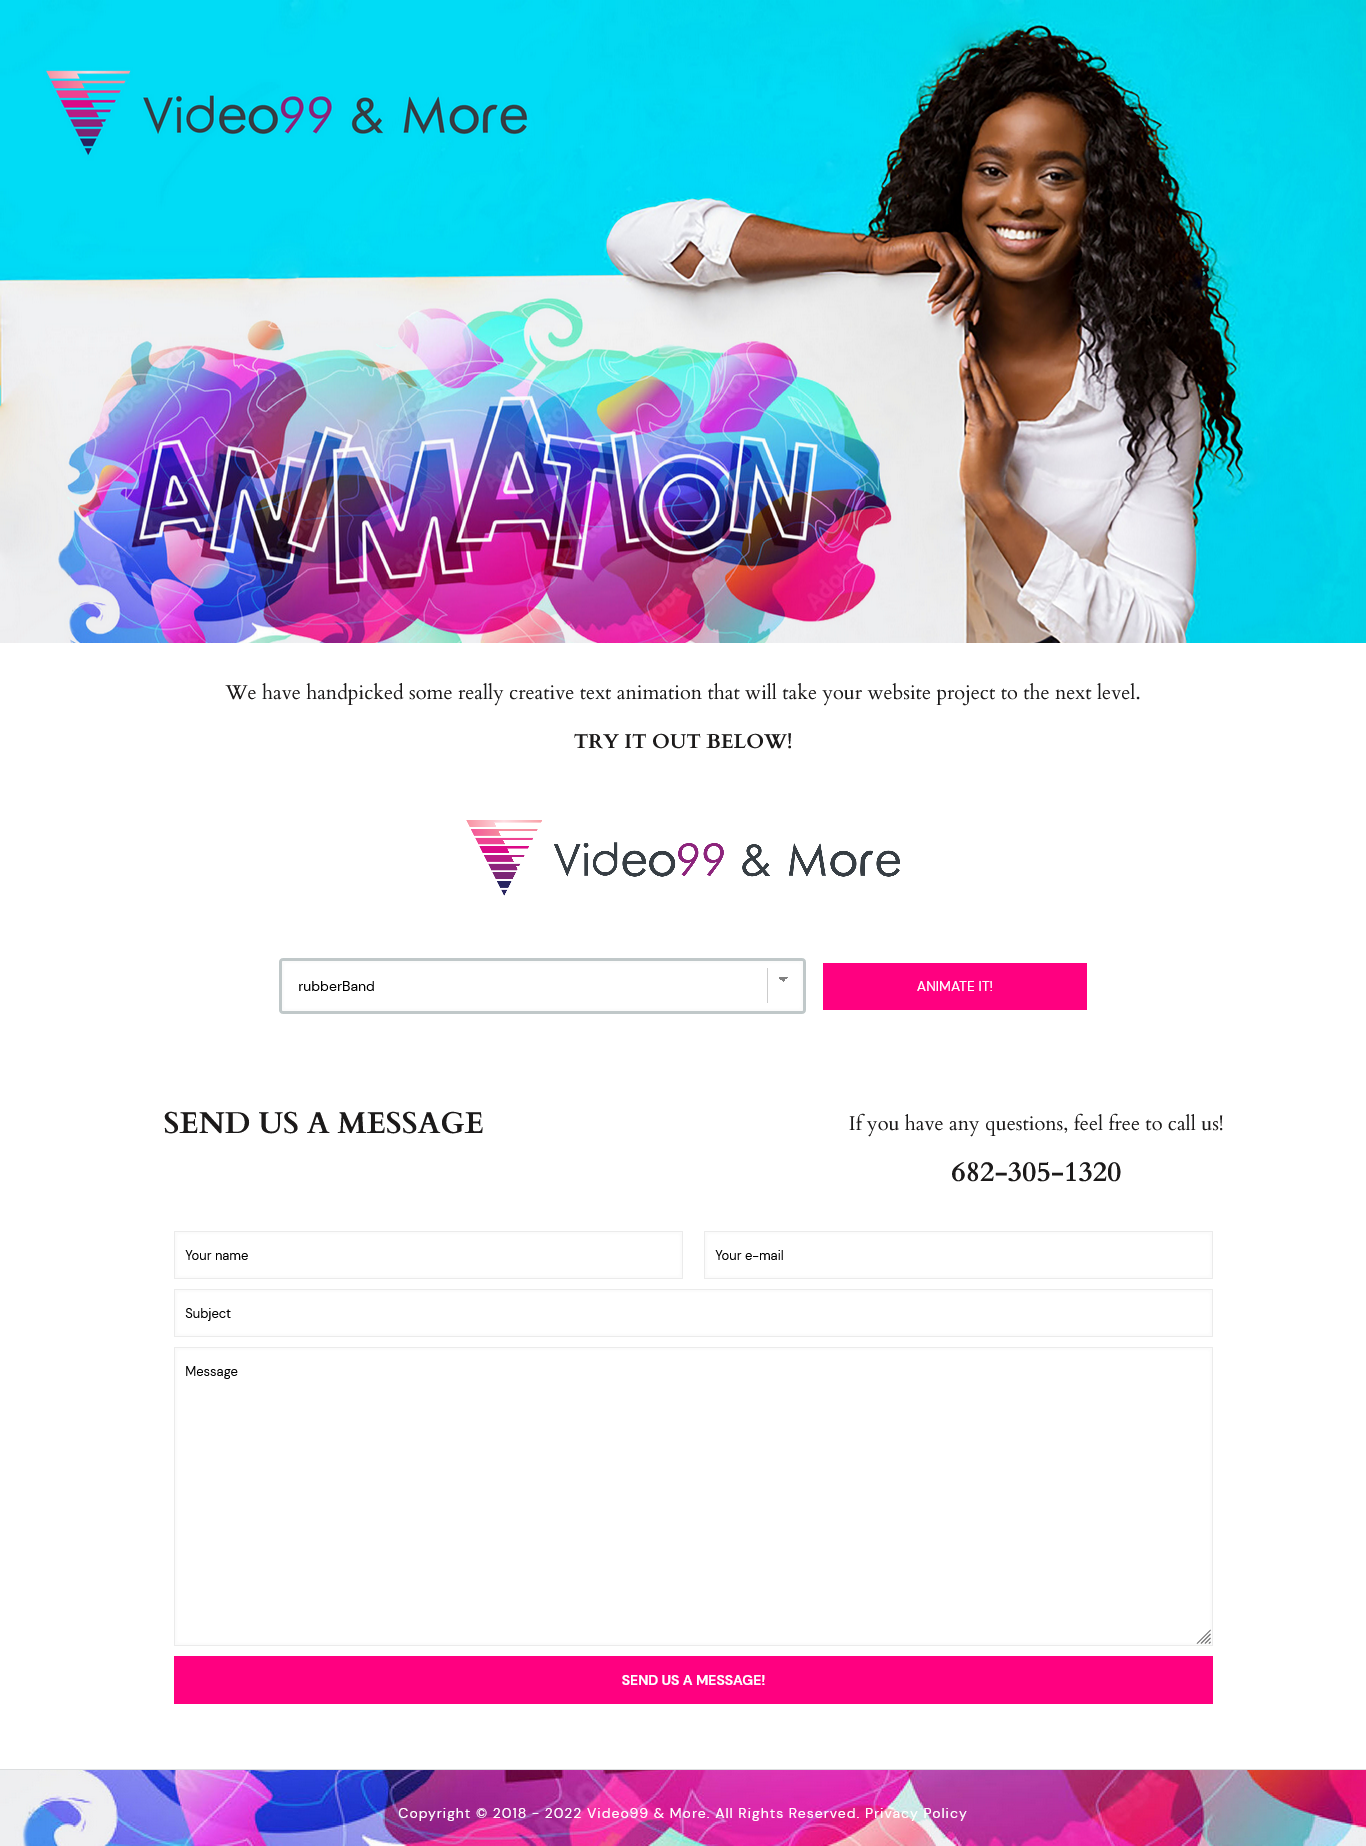 Video99 & More
ANIMATION
We have handpicked some really creative text animation that will take your website project to the next level.
TRY IT OUT BELOW!
Video99 & More
rubberBand
ANIMATE IT!
SEND US A MESSAGE
If you have any questions, feel free to call us!
682-305-1320
Your name
Your e-mail
Subject
Message
SEND US A MESSAGE!
Copyright © 2018 - 2022 Video99 & More. All Rights Reserved. Privacy Policy